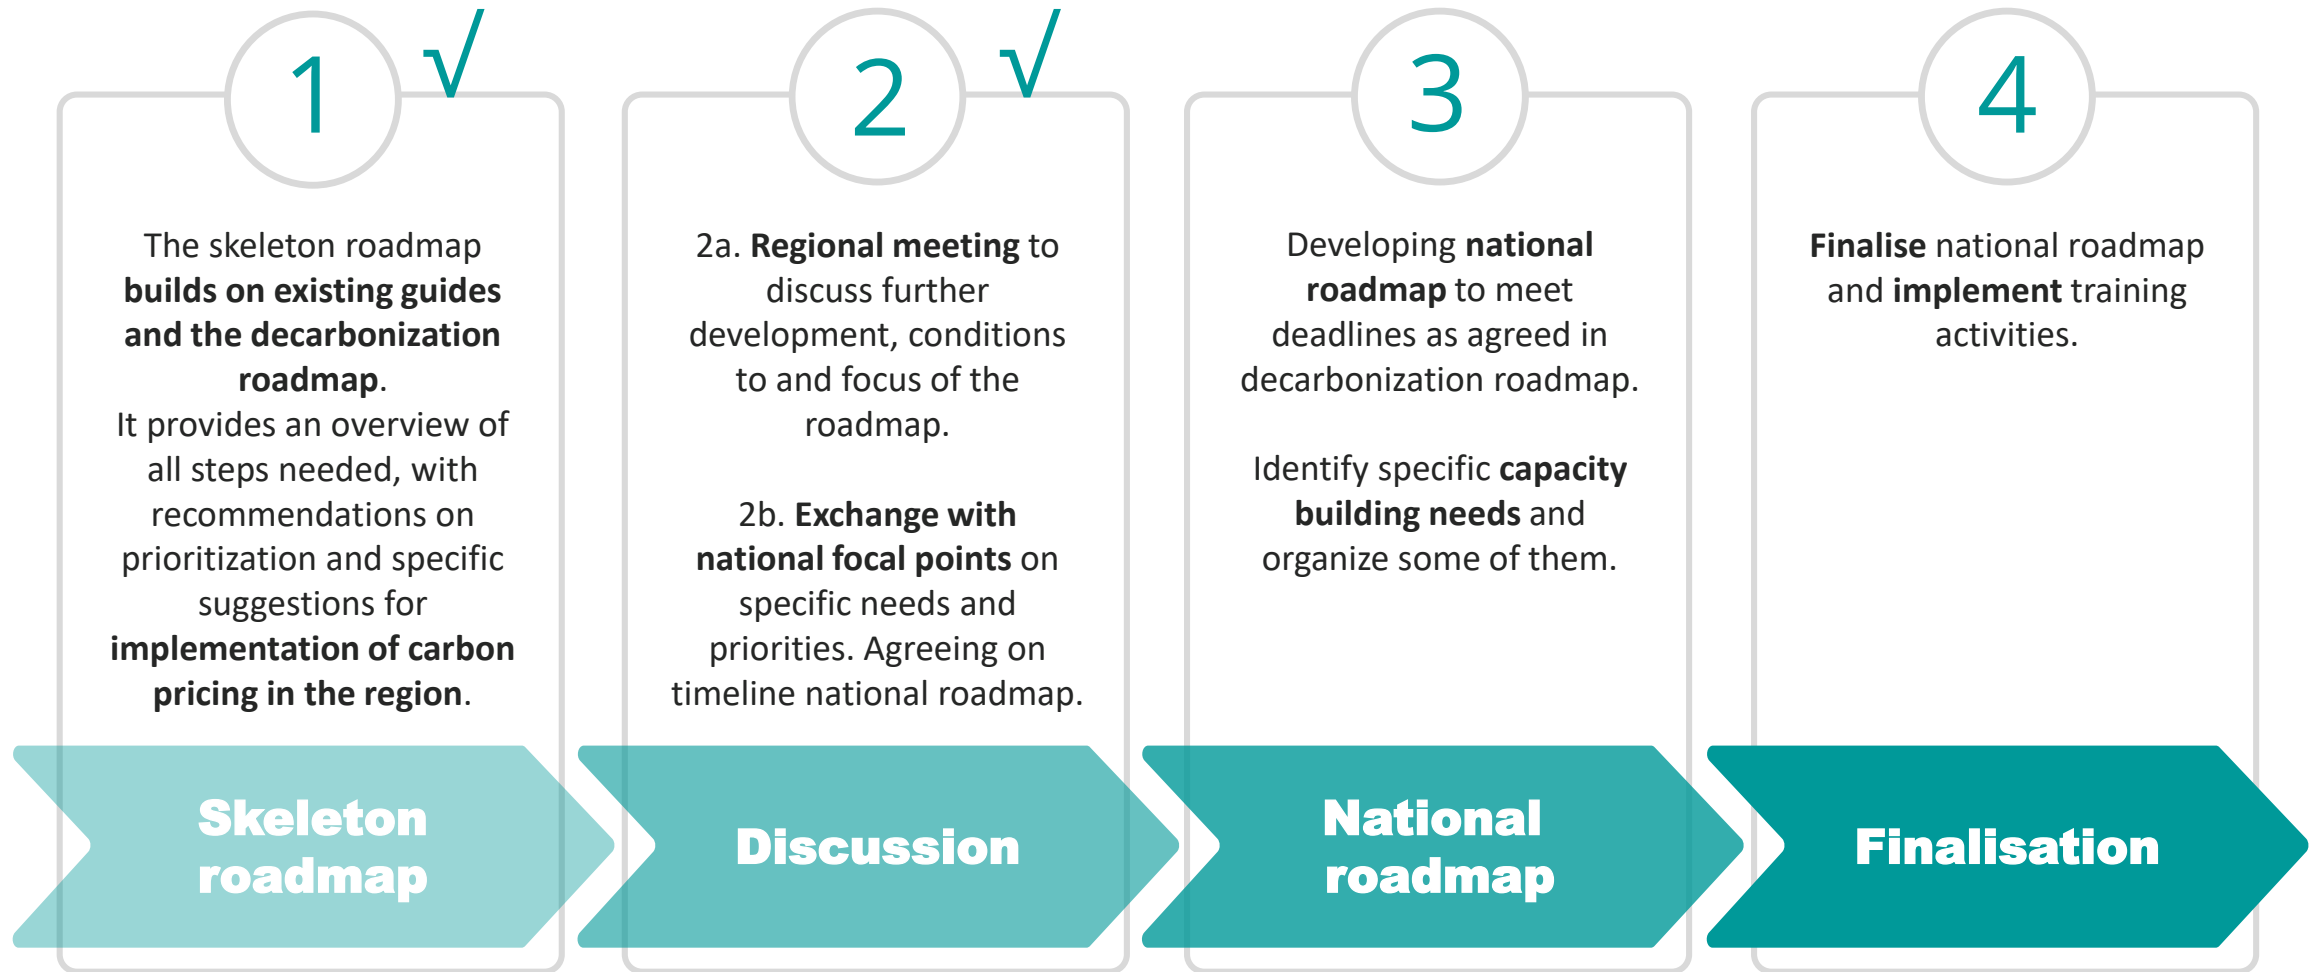 1 √
The skeleton roadmap
builds on existing guides
and the decarbonization
roadmap.
It provides an overview of
all steps needed, with
recommendations on
prioritization and specific
suggestions for
implementation of carbon
pricing in the region.
Skeleton
roadmap
2 √
2a. Regional meeting to
discuss further
development, conditions
to and focus of the
roadmap.
2b. Exchange with
national focal points on
specific needs and
priorities. Agreeing on
timeline national roadmap.
Discussion
3
Developing national
roadmap to meet
deadlines as agreed in
decarbonization roadmap.
Identify specific capacity
building needs and
organize some of them.
National
roadmap
4
Finalise national roadmap
and implement training
activities.
Finalisation